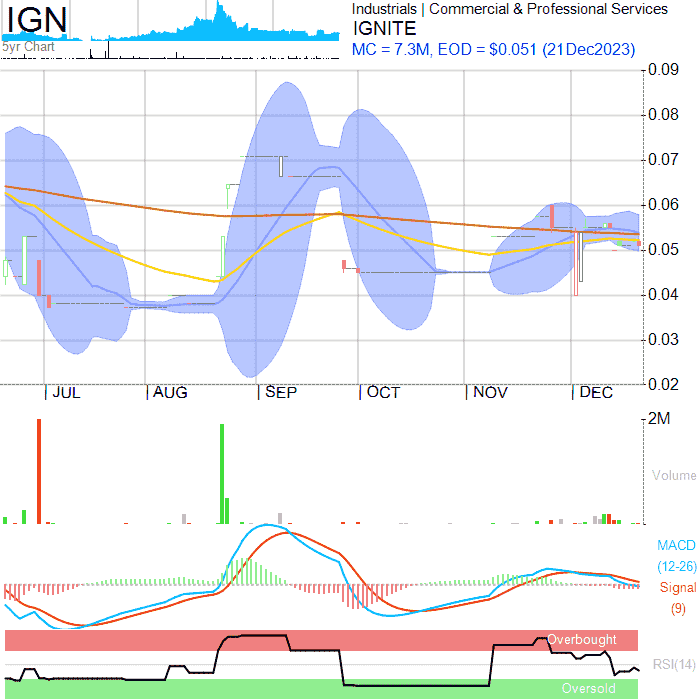 IGN
5yr Chart
Industrials | Commercial & Professional Services
IGNITE
MC = 7.3M, EOD = $0.051 (21Dec2023)
0.09
0.08
0.07
0.06
0.05
0.04
0.03
0.02
JUL AUG SEP OCT NOV DEC
2M
Volume
MACD
(12-26)
Signal
(9)
Overbought
RSI(14)
Oversold